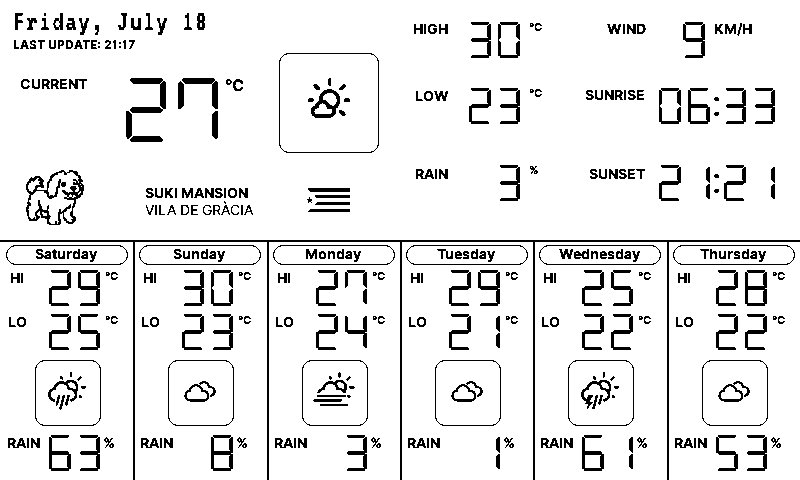 Friday, July 18
LAST UPDATE: 21:17
CURRENT 27 °C
SUKI MANSION
VILA DE GRÀCIA
HIGH 30 °C
LOW 23 °C
RAIN 3 %
WIND 9 KM/H
SUNRISE 06:33
SUNSET 21:21
Saturday
HI 29 °C
LO 25 °C
RAIN 63 %
Sunday
HI 30 °C
LO 23 °C
RAIN 8 %
Monday
HI 27 °C
LO 24 °C
RAIN 3 %
Tuesday
HI 29 °C
LO 21 °C
RAIN 1 %
Wednesday
HI 25 °C
LO 22 °C
RAIN 61 %
Thursday
HI 28 °C
LO 22 °C
RAIN 53 %